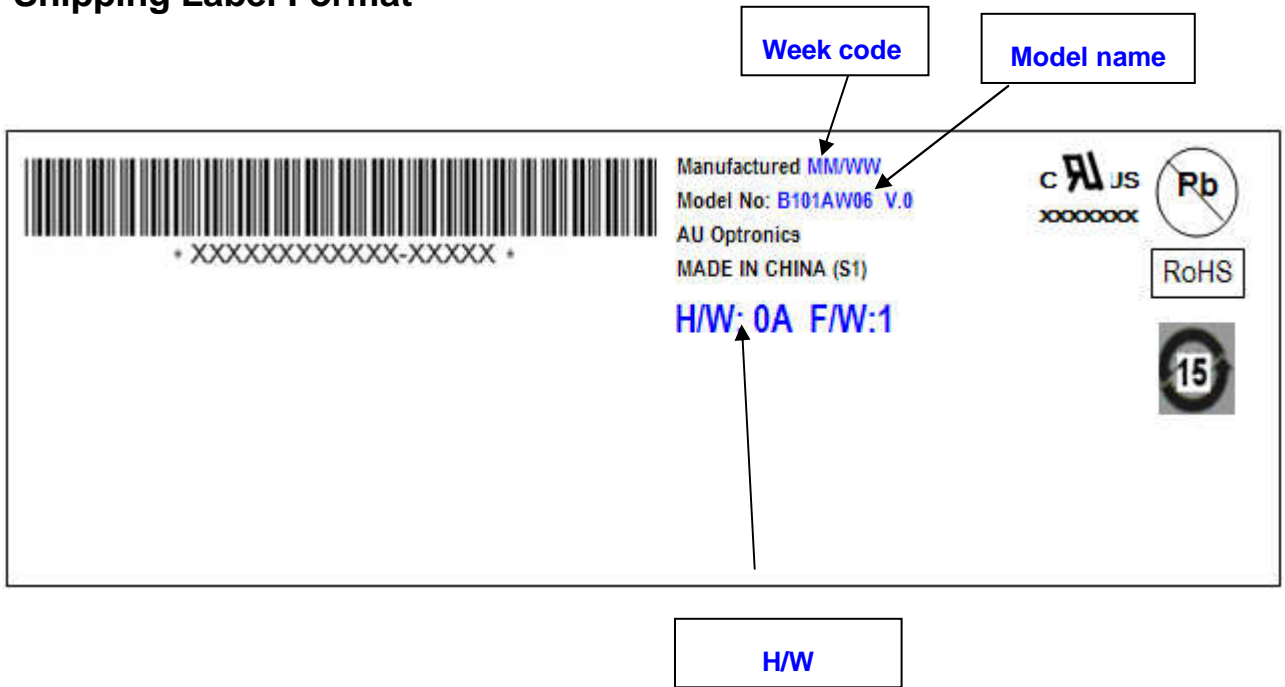 Shipping Label Format
Week code
Model name
Manufactured MM/WW
Model No: B101AW06 V.0
AU Optronics
MADE IN CHINA (S1)
H/W: 0A F/W:1
* XXXXXXXXXXXX-XXXXX *
C RU US
XXXXXXX
Pb
RoHS
15
H/W